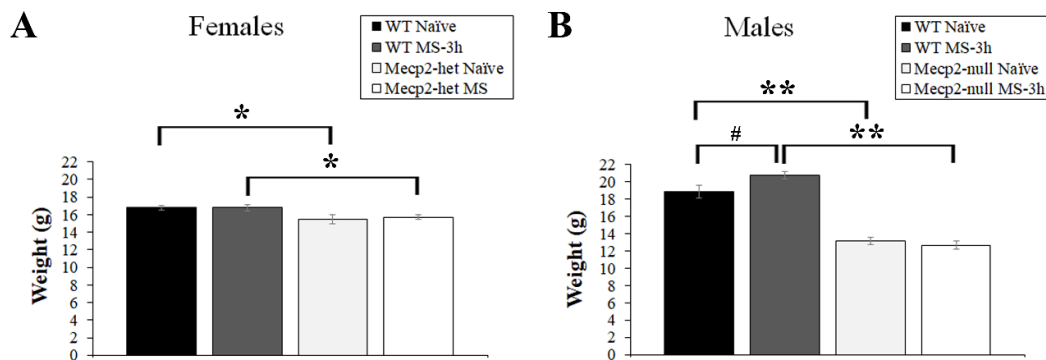 A
Females
WT Naïve
WT MS-3h
Mecp2-het Naïve
Mecp2-het MS
*
*
Weight (g)
22
20
18
16
14
12
10
8
6
4
2
0
B
Males
WT Naïve
WT MS-3h
Mecp2-null Naïve
Mecp2-null MS-3h
**
#
**
Weight (g)
22
20
18
16
14
12
10
8
6
4
2
0